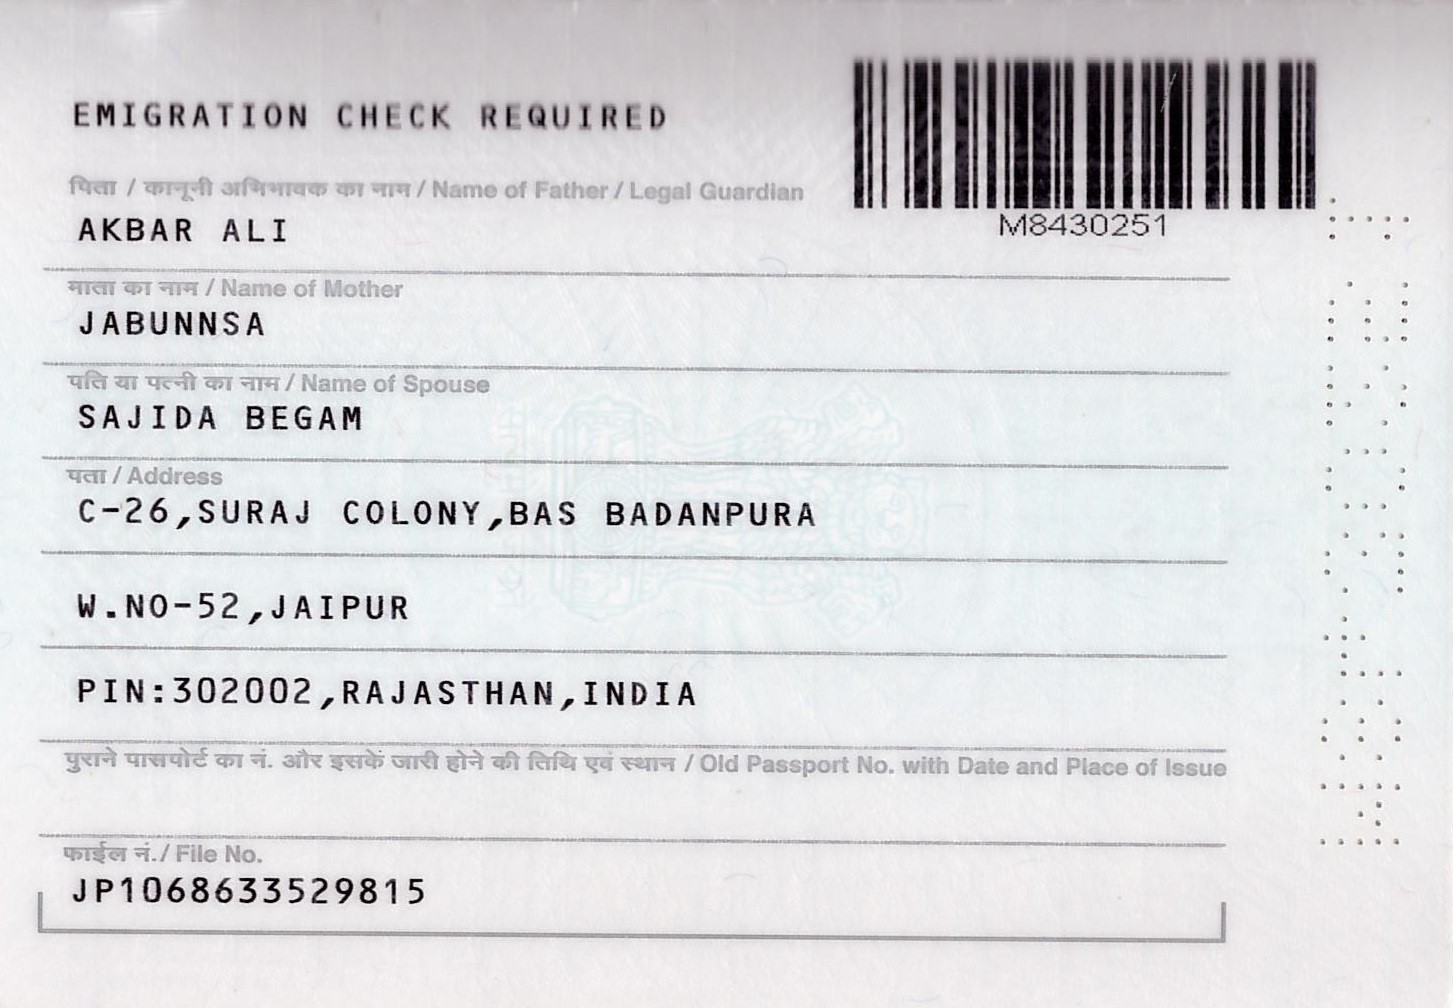 EMIGRATION CHECK REQUIRED
पिता / कानूनी अभिभावक का नाम / Name of Father / Legal Guardian
AKBAR ALI
M8430251
माता का नाम / Name of Mother
JABUNNSA
पति या पत्नी का नाम / Name of Spouse
SAJIDA BEGAM
पता / Address
C-26,SURAJ COLONY,BAS BADANPURA
W.NO-52,JAIPUR
PIN:302002,RAJASTHAN,INDIA
पुराने पासपोर्ट का नं. और इसके जारी होने की तिथि एवं स्थान / Old Passport No. with Date and Place of Issue
फाईल नं./ File No.
JP1068633529815